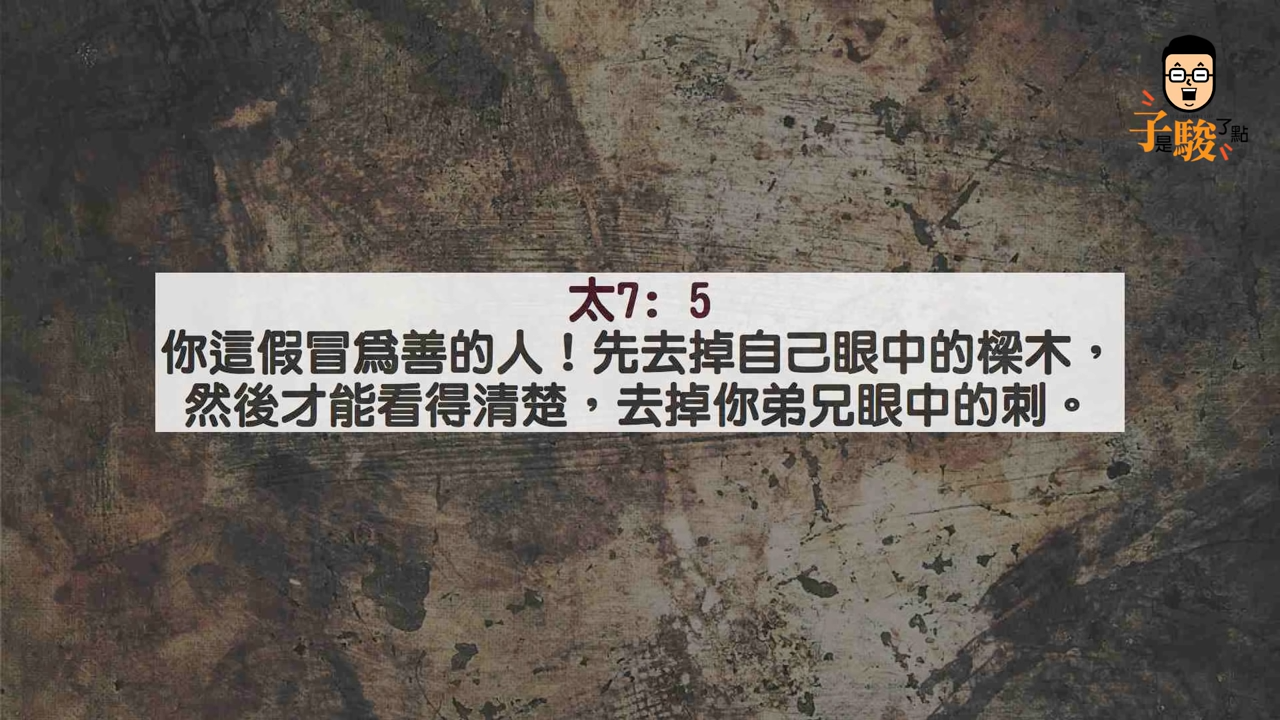 子是駿了點
太7: 5
你這假冒爲善的人！先去掉自己眼中的樑木，
然後才能看得清楚，去掉你弟兄眼中的刺。